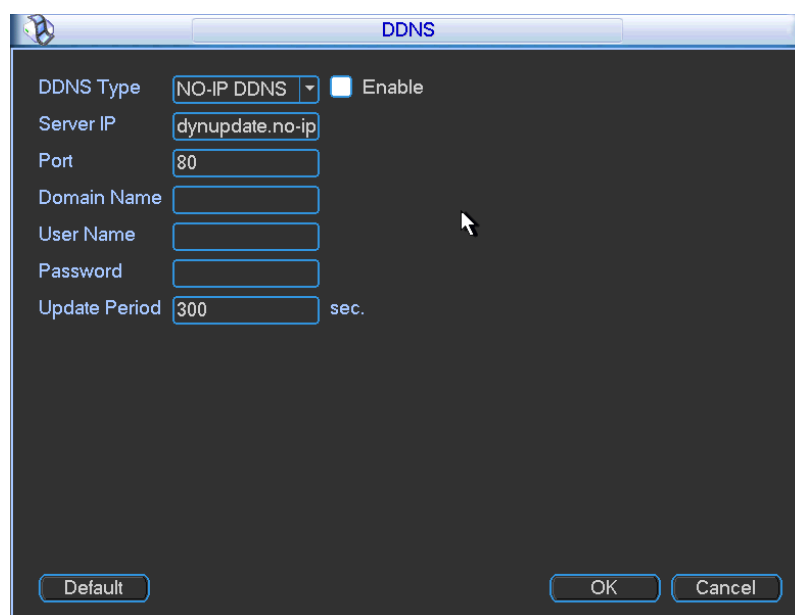 DDNS
DDNS Type NO-IP DDNS Enable
Server IP dynupdate.no-ip
Port 80
Domain Name
User Name
Password
Update Period 300 sec.
Default OK Cancel